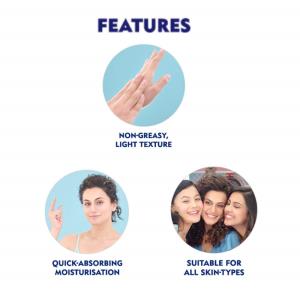 FEATURES
NON-GREASY,
LIGHT TEXTURE
QUICK-ABSORBING
MOISTURISATION
SUITABLE FOR
ALL SKIN-TYPES